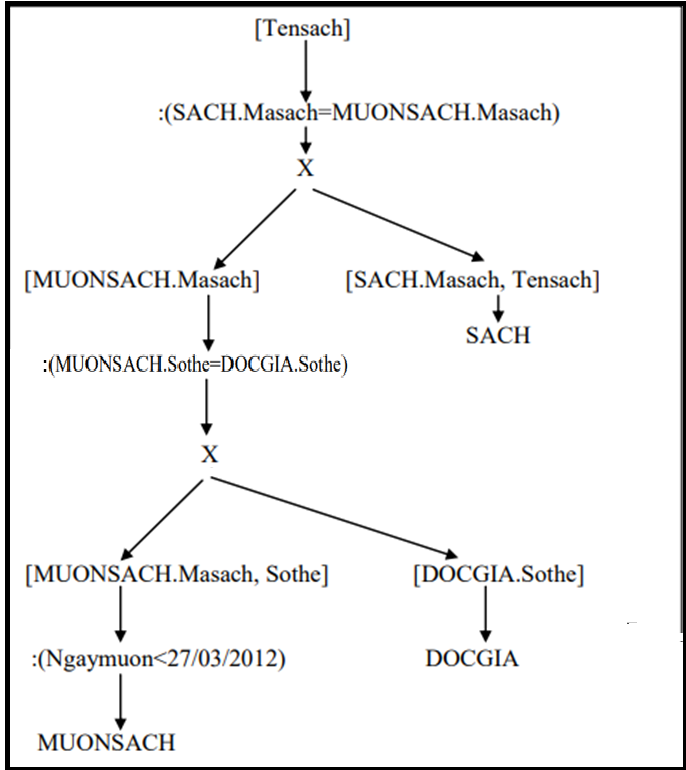 [Tensach]
:(SACH.Masach=MUONSACH.Masach)
X
[MUONSACH.Masach]
[SACH.Masach, Tensach]
SACH
:(MUONSACH.Sothe=DOCGIA.Sothe)
X
[MUONSACH.Masach, Sothe]
[DOCGIA.Sothe]
:(Ngaymuon<27/03/2012)
DOCGIA
MUONSACH